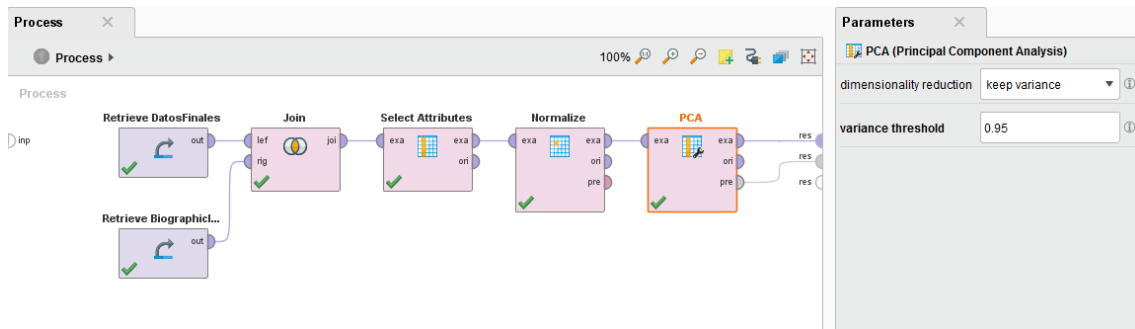 Process
Parameters
Process
100%
PCA (Principal Component Analysis)
dimensionality reduction
keep variance
variance threshold
0.95
Process
inp
Retrieve DatosFinales
out
Join
lef
rig
joi
Select Attributes
exa
exa
ori
Normalize
exa
exa
ori
pre
PCA
exa
exa
ori
pre
res
res
res
Retrieve BiographicI...
out